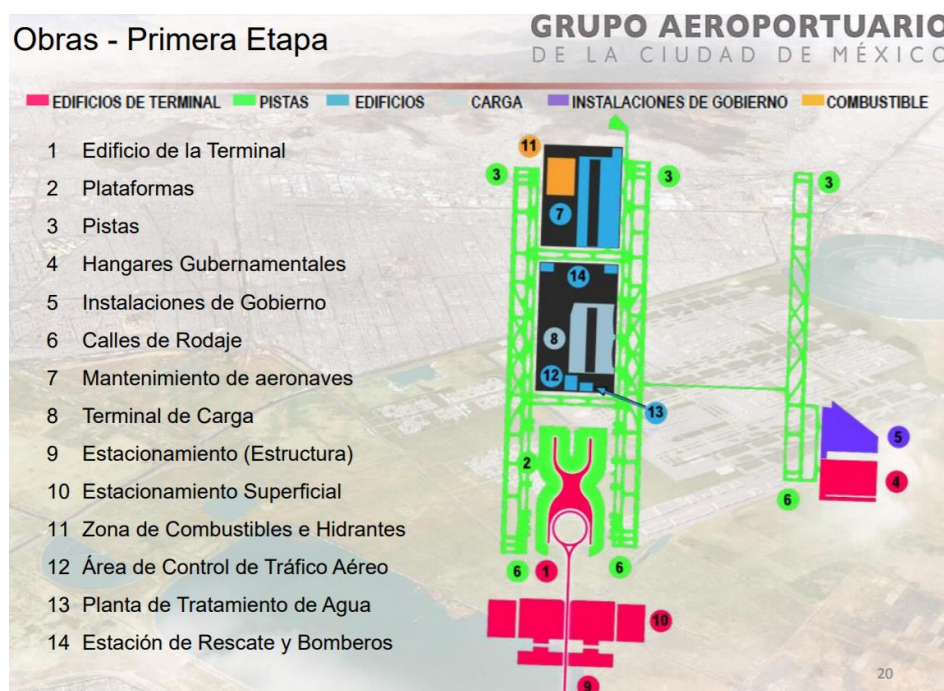 Obras - Primera Etapa
GRUPO AEROPORTUARIO
DE LA CIUDAD DE MÉXICO
EDIFICIOS DE TERMINAL PISTAS EDIFICIOS CARGA INSTALACIONES DE GOBIERNO COMBUSTIBLE
1 Edificio de la Terminal
2 Plataformas
3 Pistas
4 Hangares Gubernamentales
5 Instalaciones de Gobierno
6 Calles de Rodaje
7 Mantenimiento de aeronaves
8 Terminal de Carga
9 Estacionamiento (Estructura)
10 Estacionamiento Superficial
11 Zona de Combustibles e Hidrantes
12 Área de Control de Tráfico Aéreo
13 Planta de Tratamiento de Agua
14 Estación de Rescate y Bomberos
11
3
3
3
7
14
8
12
13
2
5
4
6
6
1
6
10
9
20